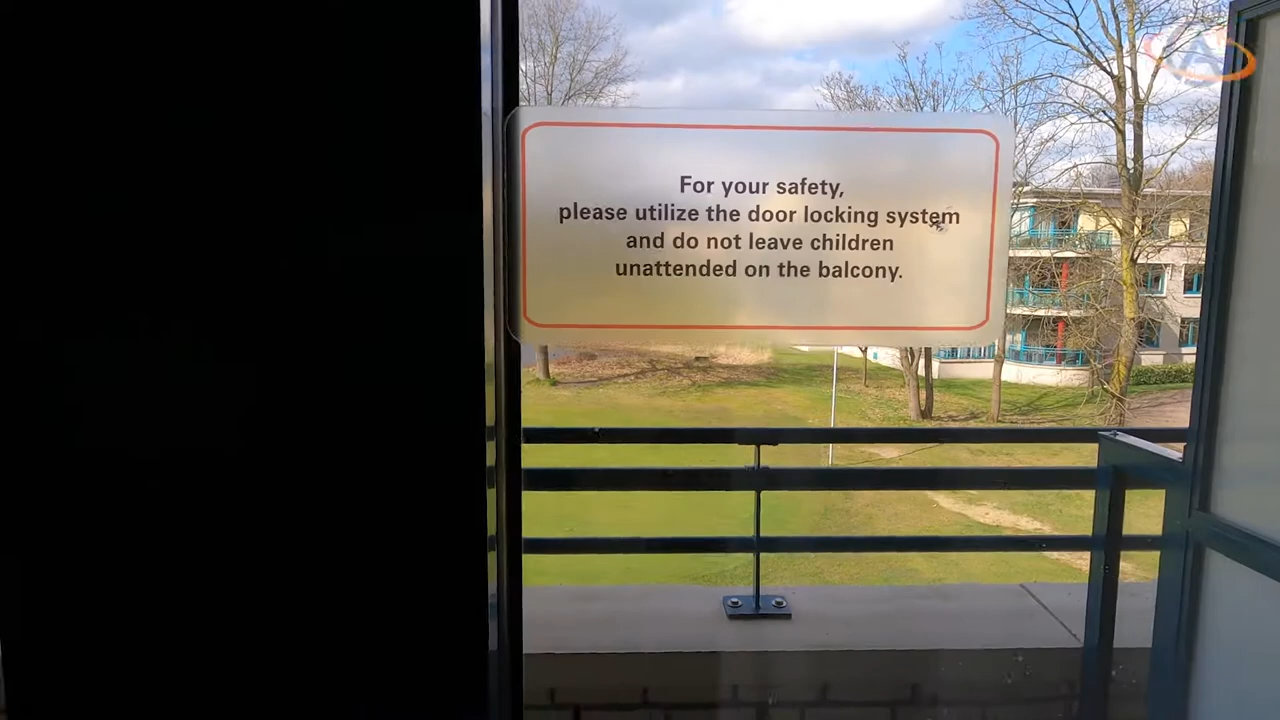 For your safety,
please utilize the door locking system
and do not leave children
unattended on the balcony.